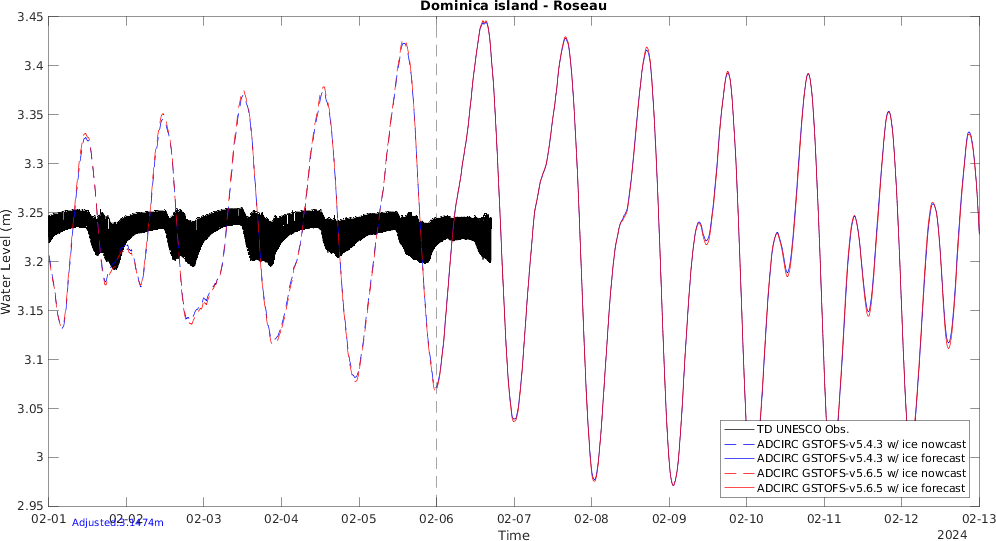 Dominica island - Roseau
3.45
3.4
3.35
3.3
3.25
3.2
3.15
3.1
3.05
3
2.95
Water Level (m)
TD UNESCO Obs.
ADCIRC GSTOFS-v5.4.3 w/ ice nowcast
ADCIRC GSTOFS-v5.4.3 w/ ice forecast
ADCIRC GSTOFS-v5.6.5 w/ ice nowcast
ADCIRC GSTOFS-v5.6.5 w/ ice forecast
02-01 02-02 02-03 02-04 02-05 02-06 02-07 02-08 02-09 02-10 02-11 02-12 02-13
Adjusted:3.1474m
Time
2024